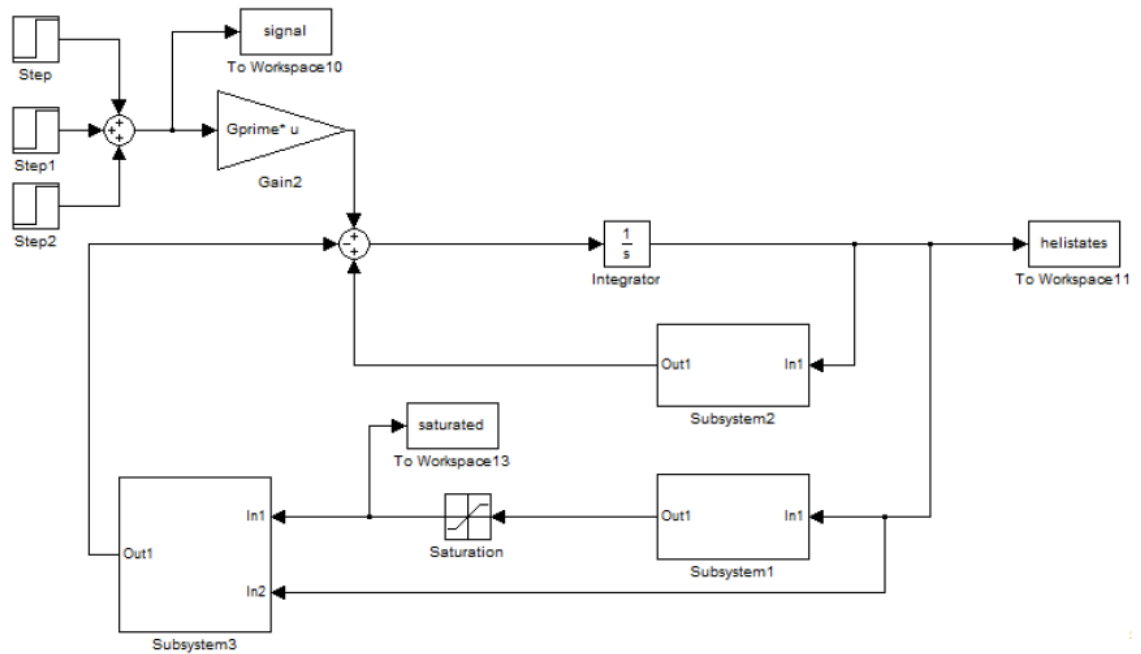 Step
Step1
Step2
signal
To Workspace10
+
+
+
Gprime* u
Gain2
−
+
+
1
s
Integrator
helistates
To Workspace11
Out1
In1
Subsystem2
saturated
To Workspace13
Saturation
Out1
In1
Subsystem1
In1
Out1
In2
Subsystem3